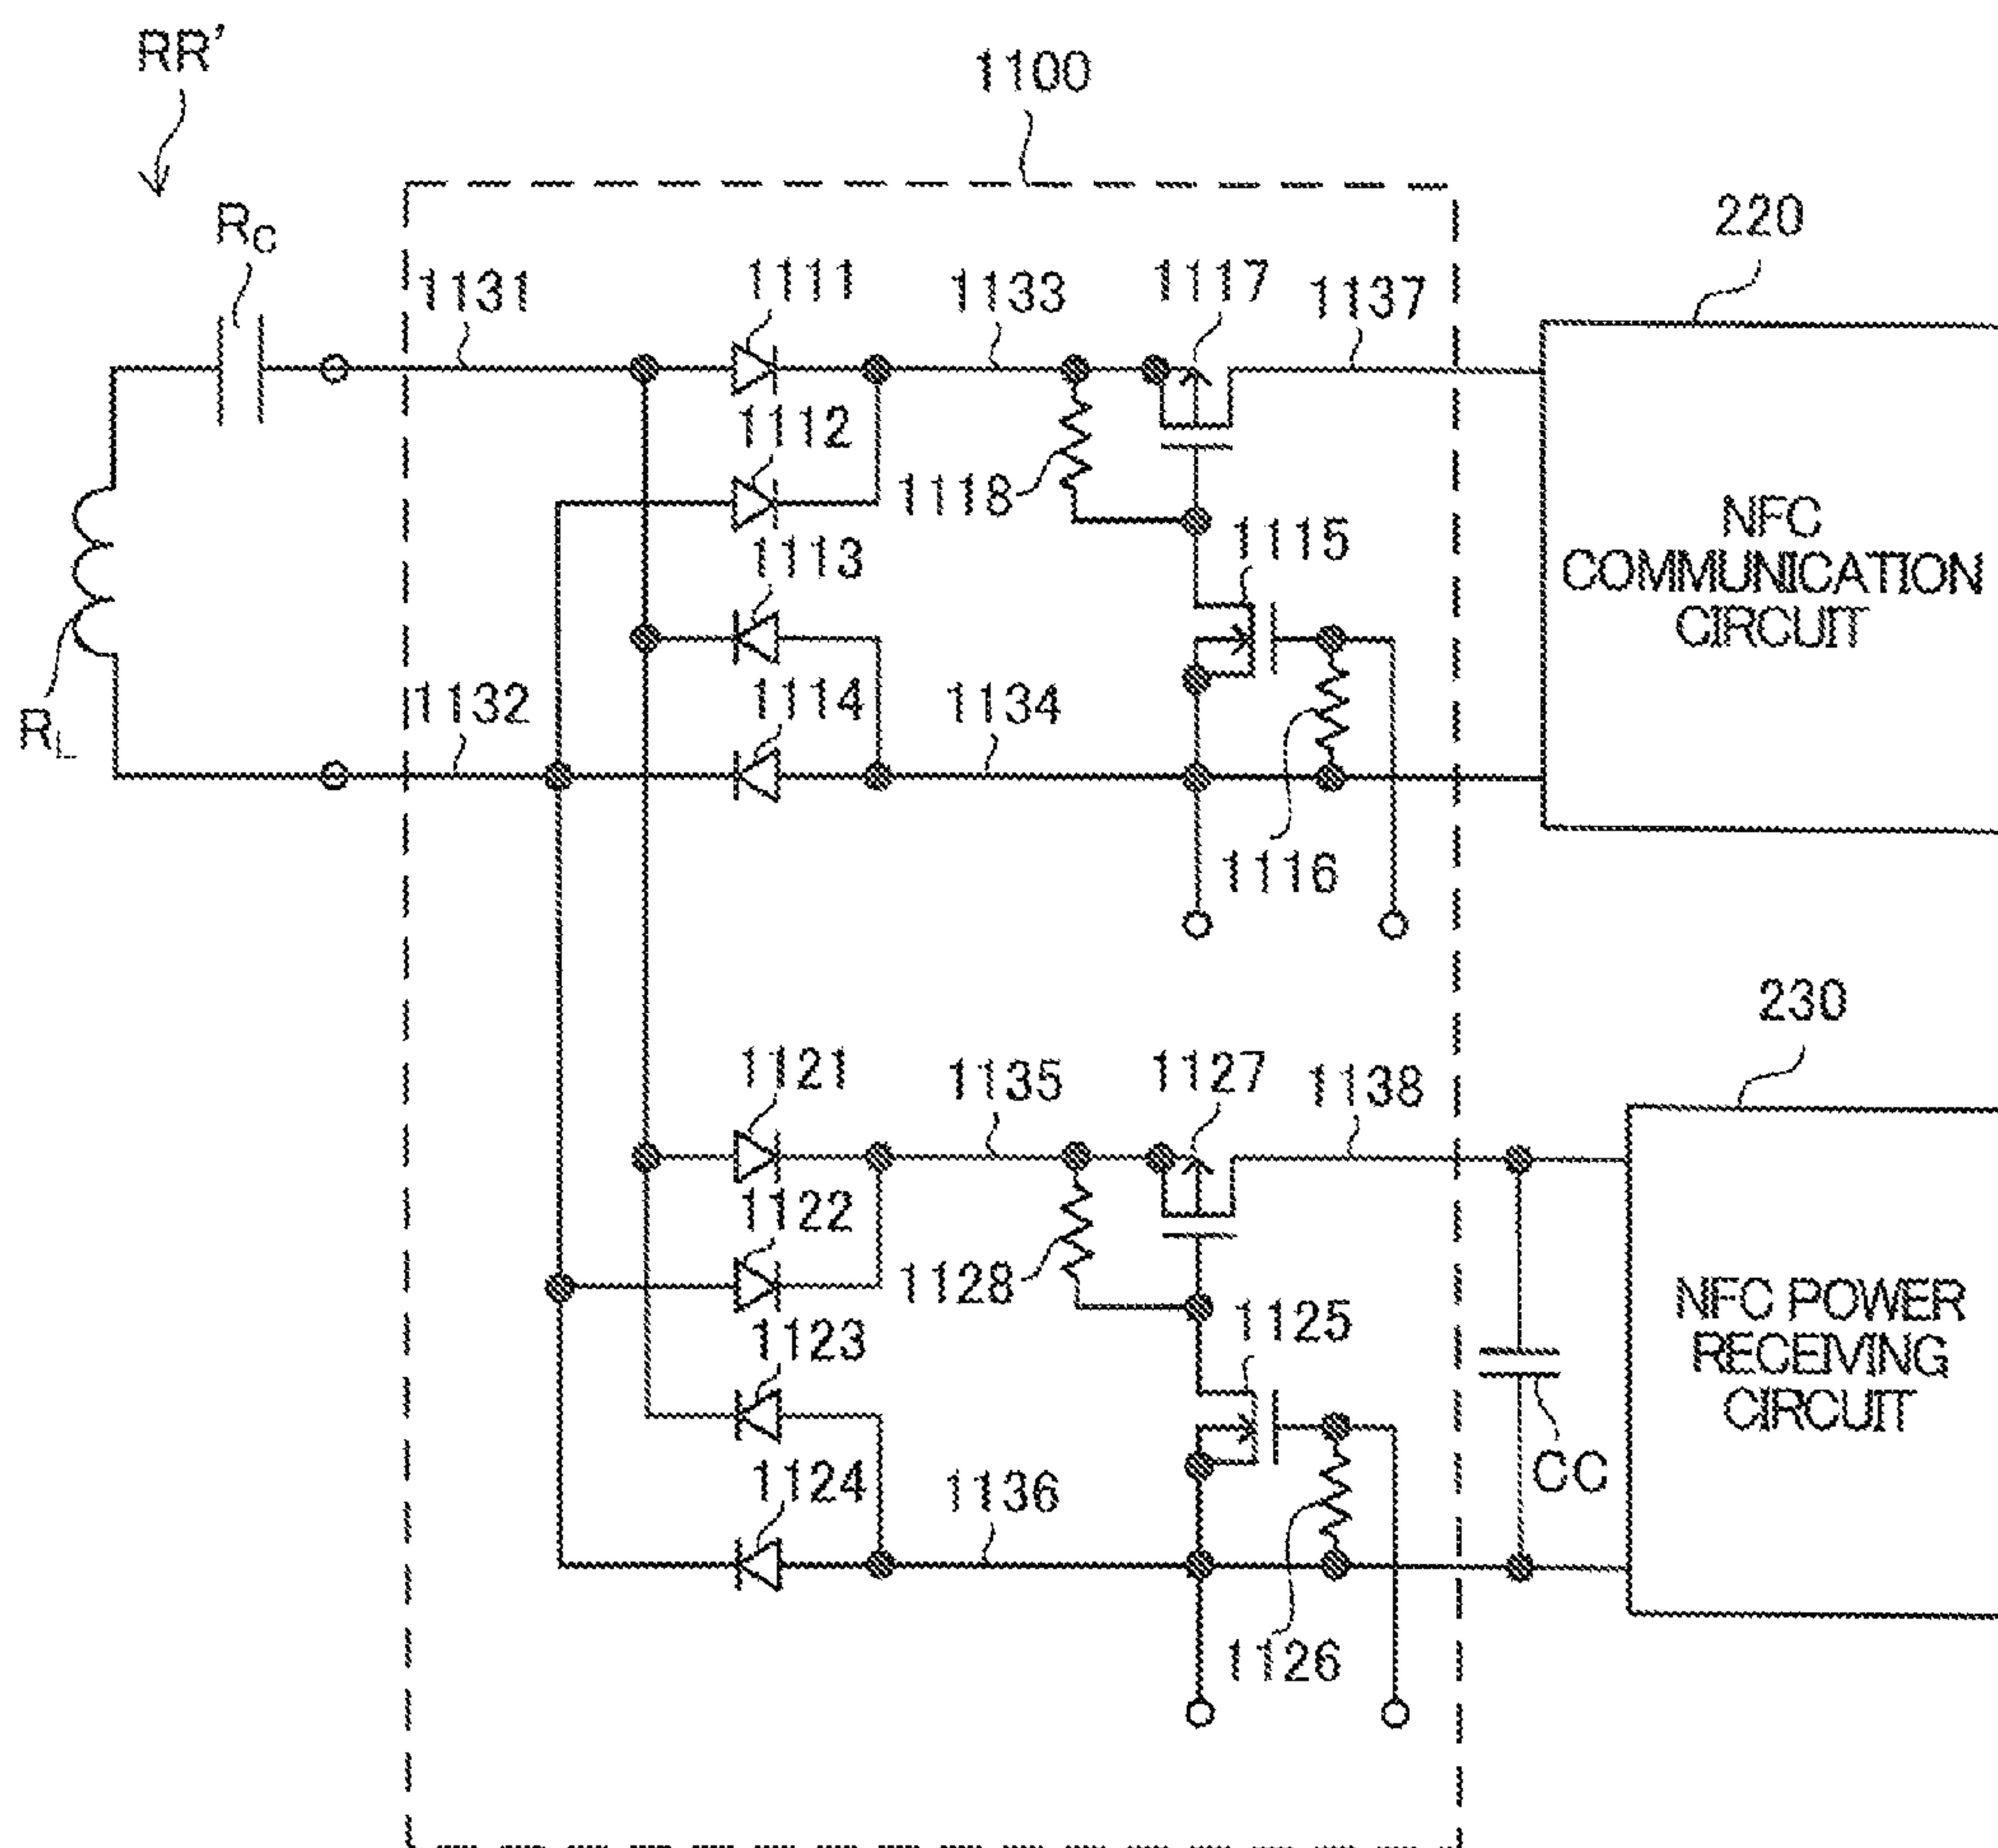 RR'
1100
RC
220
1131
1111
1133
1117
1137
1112
1118
NFC
COMMUNICATION
CIRCUIT
1115
1113
RL
1132
1114
1134
1116
230
1121
1135
1127
1138
1122
1128
NFC POWER
RECEIVING
CIRCUIT
1125
1123
CC
1124
1136
1126